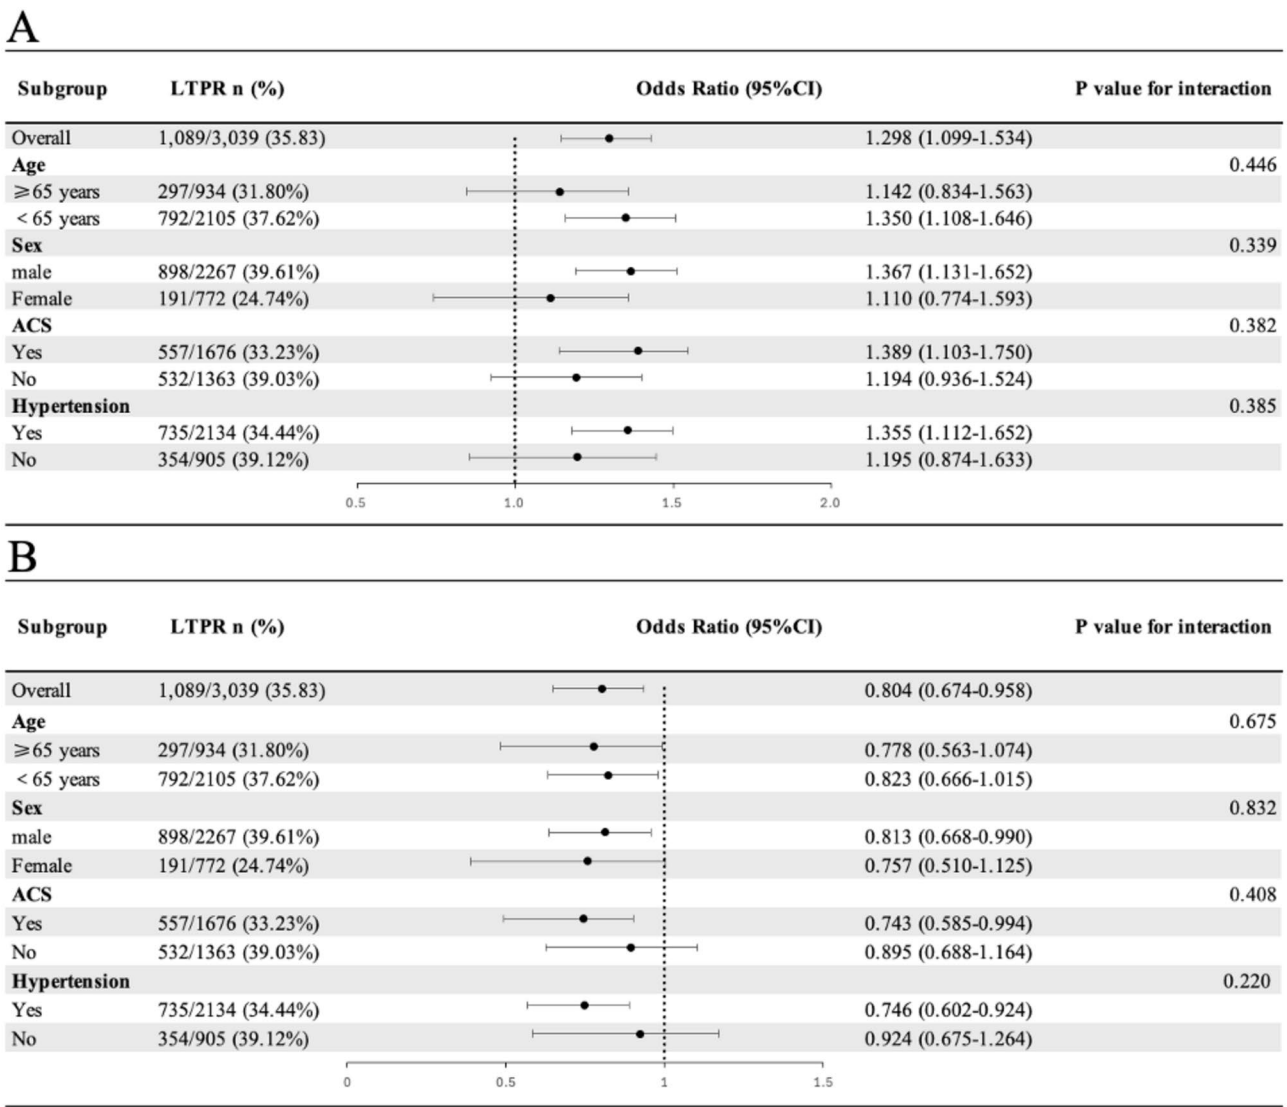 A
Subgroup LTPR n (%) Odds Ratio (95%CI) P value for interaction
Overall 1,089/3,039 (35.83) 1.298 (1.099-1.534)
Age 0.446
⩾65 years 297/934 (31.80%) 1.142 (0.834-1.563)
< 65 years 792/2105 (37.62%) 1.350 (1.108-1.646)
Sex 0.339
male 898/2267 (39.61%) 1.367 (1.131-1.652)
Female 191/772 (24.74%) 1.110 (0.774-1.593)
ACS 0.382
Yes 557/1676 (33.23%) 1.389 (1.103-1.750)
No 532/1363 (39.03%) 1.194 (0.936-1.524)
Hypertension 0.385
Yes 735/2134 (34.44%) 1.355 (1.112-1.652)
No 354/905 (39.12%) 1.195 (0.874-1.633)
0.5 1.0 1.5 2.0
B
Subgroup LTPR n (%) Odds Ratio (95%CI) P value for interaction
Overall 1,089/3,039 (35.83) 0.804 (0.674-0.958)
Age 0.675
⩾65 years 297/934 (31.80%) 0.778 (0.563-1.074)
< 65 years 792/2105 (37.62%) 0.823 (0.666-1.015)
Sex 0.832
male 898/2267 (39.61%) 0.813 (0.668-0.990)
Female 191/772 (24.74%) 0.757 (0.510-1.125)
ACS 0.408
Yes 557/1676 (33.23%) 0.743 (0.585-0.994)
No 532/1363 (39.03%) 0.895 (0.688-1.164)
Hypertension 0.220
Yes 735/2134 (34.44%) 0.746 (0.602-0.924)
No 354/905 (39.12%) 0.924 (0.675-1.264)
0 0.5 1 1.5